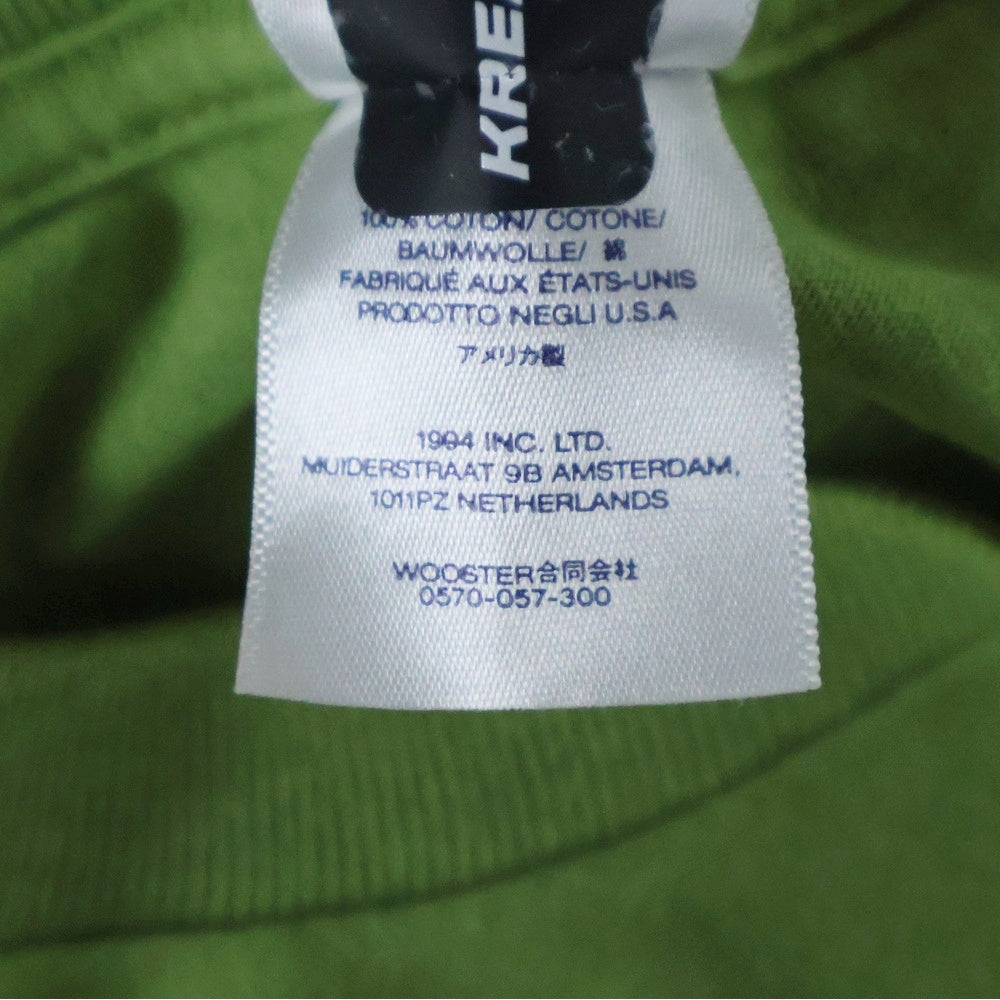 KRE
100% COTON/ COTONE/
BAUMWOLLE/ 綿
FABRIQUÉ AUX ÉTATS-UNIS
PRODOTTO NEGLI U.S.A
アメリカ製
1994 INC. LTD.
MUIDERSTRAAT 9B AMSTERDAM,
1011PZ NETHERLANDS
WOOSTER合同会社
0570-057-300